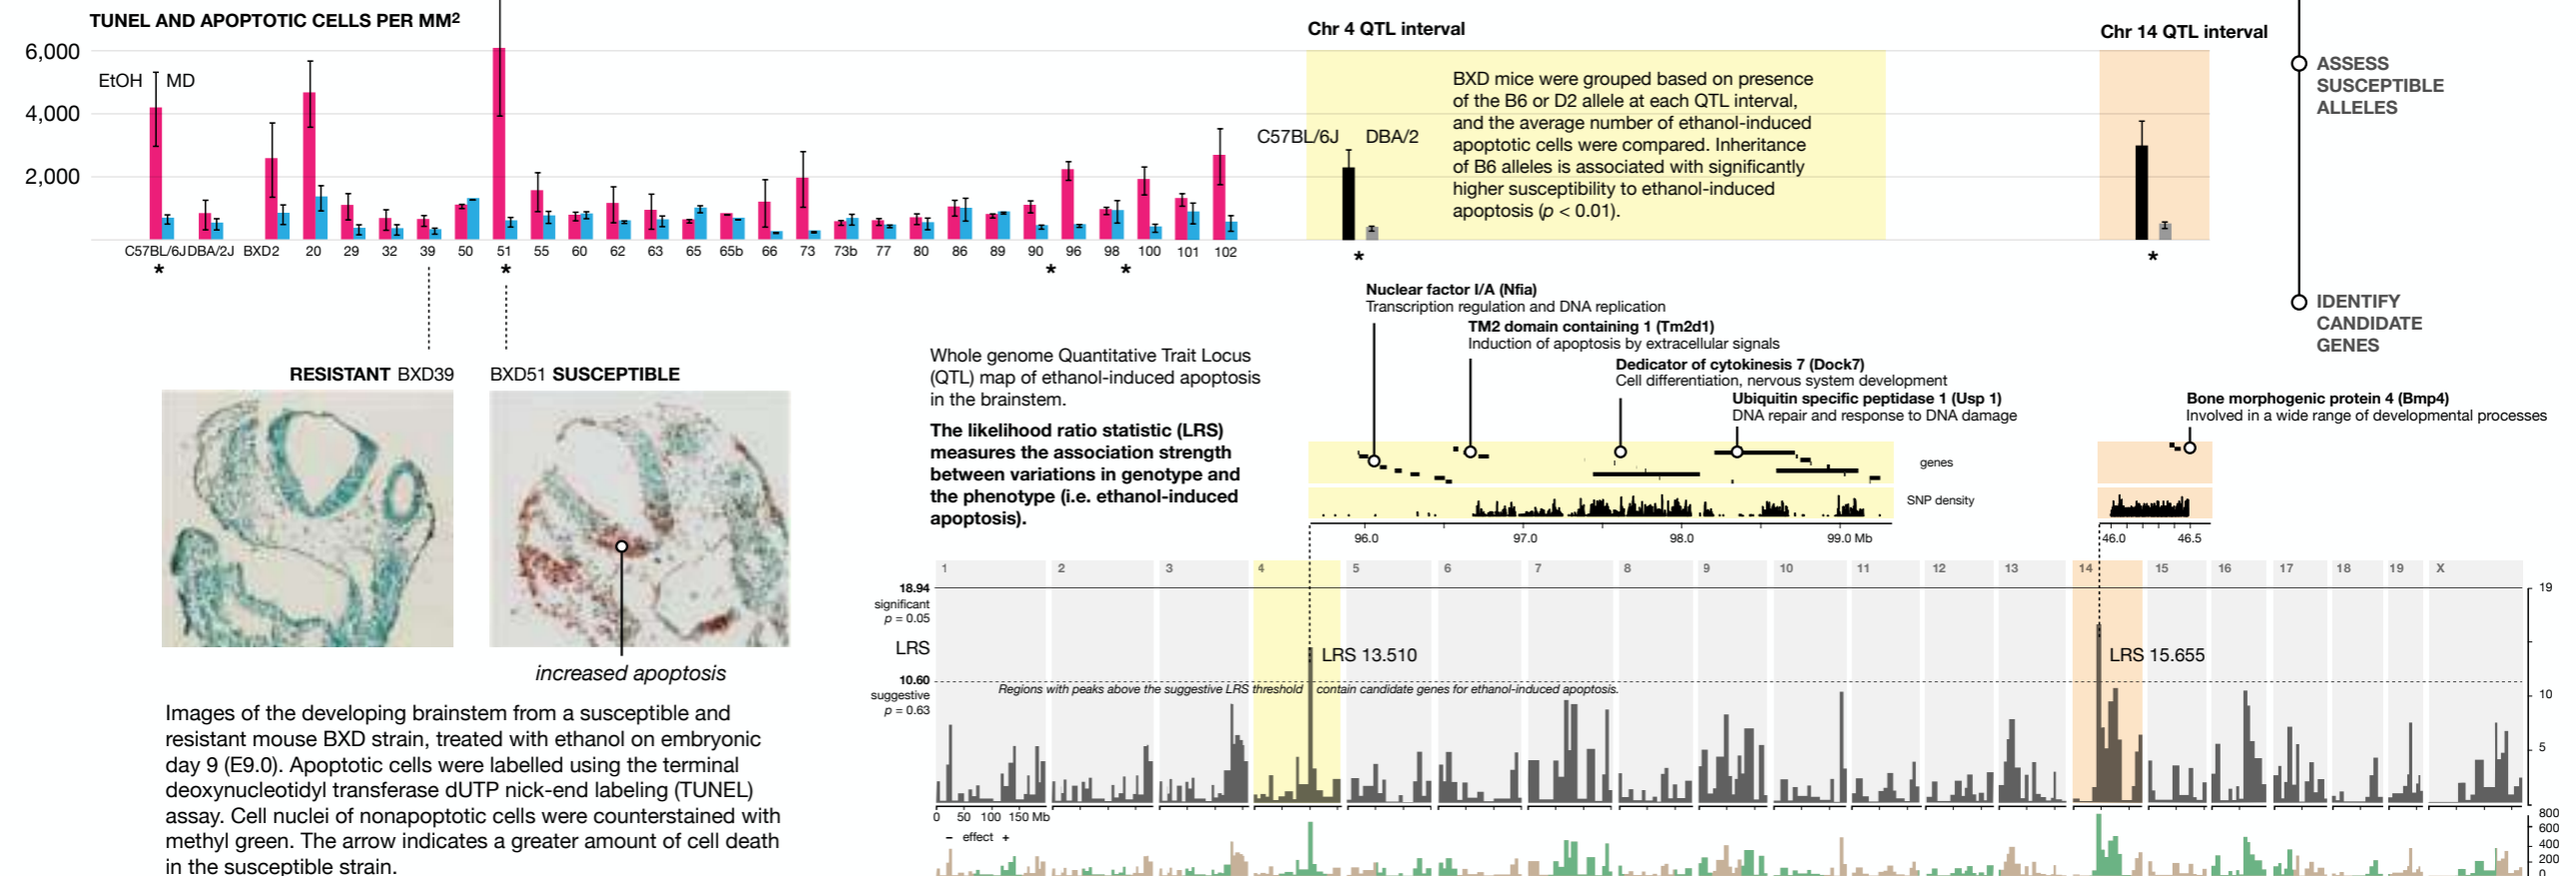 TUNEL AND APOPTOTIC CELLS PER MM2
6,000
4,000
2,000
EtOH MD
C57BL/6J DBA/2J BXD2 20 29 32 39 50 51 55 60 62 63 65 65b 66 73 73b 77 80 86 89 90 96 98 100 101 102
* * * *
Chr 4 QTL interval
C57BL/6J DBA/2
BXD mice were grouped based on presence
of the B6 or D2 allele at each QTL interval,
and the average number of ethanol-induced
apoptotic cells were compared. Inheritance
of B6 alleles is associated with significantly
higher susceptibility to ethanol-induced
apoptosis (p < 0.01).
*
Chr 14 QTL interval
*
ASSESS
SUSCEPTIBLE
ALLELES
IDENTIFY
CANDIDATE
GENES
RESISTANT BXD39
BXD51 SUSCEPTIBLE
increased apoptosis
Images of the developing brainstem from a susceptible and
resistant mouse BXD strain, treated with ethanol on embryonic
day 9 (E9.0). Apoptotic cells were labelled using the terminal
deoxynucleotidyl transferase dUTP nick-end labeling (TUNEL)
assay. Cell nuclei of nonapoptotic cells were counterstained with
methyl green. The arrow indicates a greater amount of cell death
in the susceptible strain.
Whole genome Quantitative Trait Locus
(QTL) map of ethanol-induced apoptosis
in the brainstem.
The likelihood ratio statistic (LRS)
measures the association strength
between variations in genotype and
the phenotype (i.e. ethanol-induced
apoptosis).
Nuclear factor I/A (Nfia)
Transcription regulation and DNA replication
TM2 domain containing 1 (Tm2d1)
Induction of apoptosis by extracellular signals
Dedicator of cytokinesis 7 (Dock7)
Cell differentiation, nervous system development
Ubiquitin specific peptidase 1 (Usp 1)
DNA repair and response to DNA damage
Bone morphogenic protein 4 (Bmp4)
Involved in a wide range of developmental processes
genes
SNP density
96.0 97.0 98.0 99.0 Mb
46.0 46.5
1 2 3 4 5 6 7 8 9 10 11 12 13 14 15 16 17 18 19 X
18.94
significant
p = 0.05
LRS
10.60
suggestive
p = 0.63
LRS 13.510
LRS 15.655
Regions with peaks above the suggestive LRS threshold contain candidate genes for ethanol-induced apoptosis.
19
10
5
0 50 100 150 Mb
− effect +
800
600
400
200
0